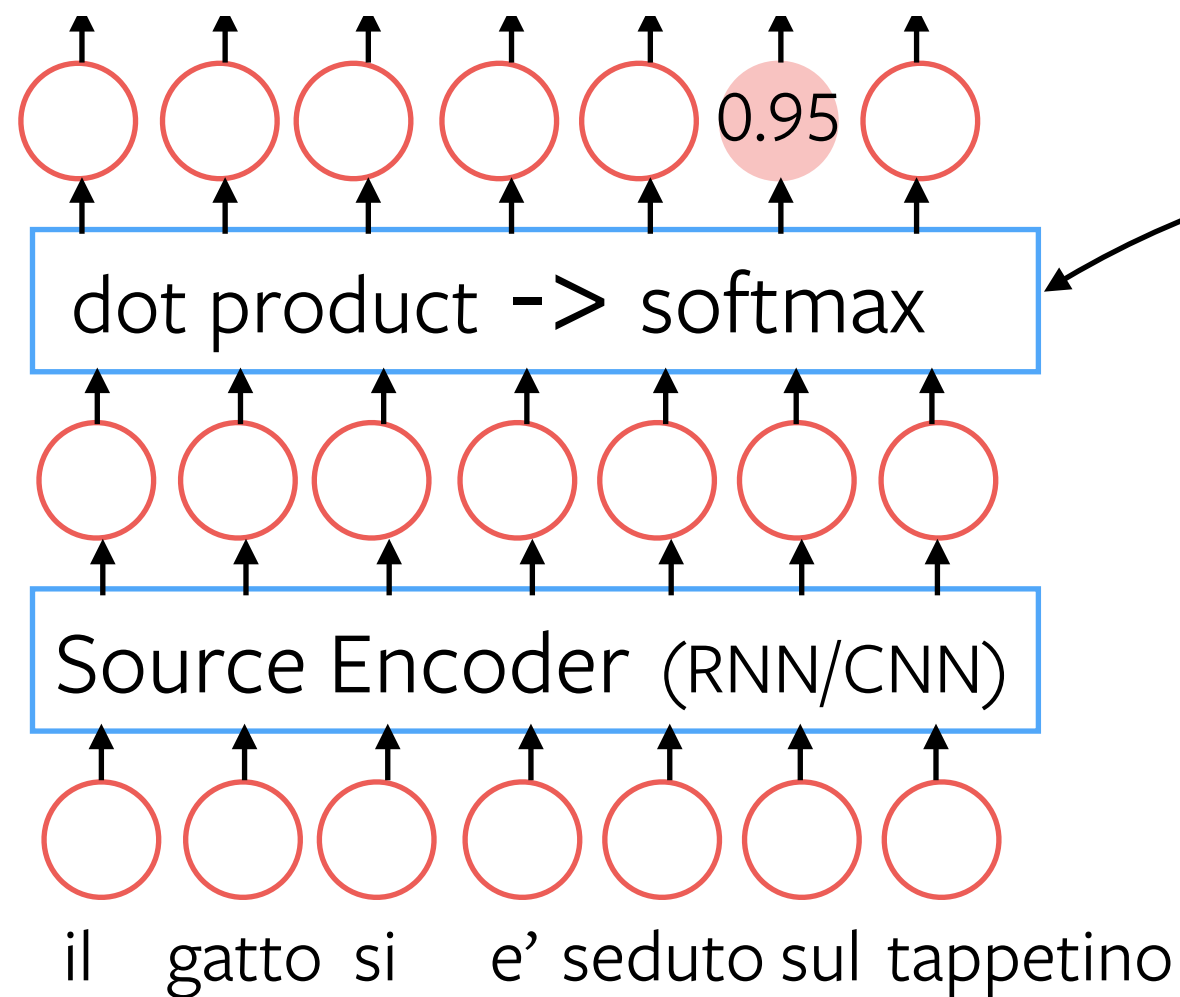 0.95
dot product -> softmax
Source Encoder (RNN/CNN)
il gatto si e’ seduto sul tappetino